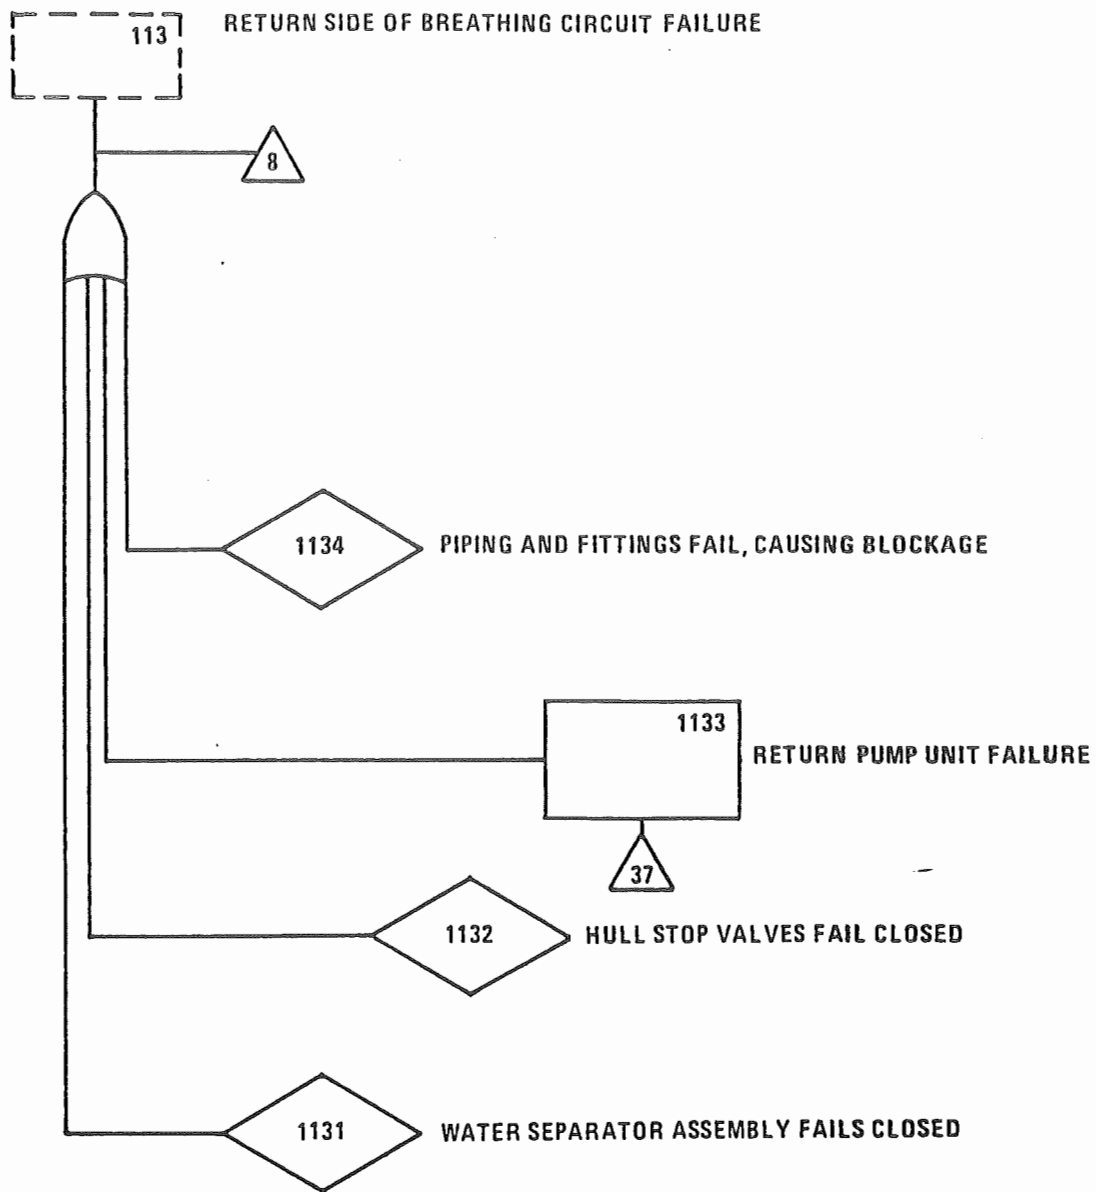 113 RETURN SIDE OF BREATHING CIRCUIT FAILURE
8
1134 PIPING AND FITTINGS FAIL, CAUSING BLOCKAGE
1133
RETURN PUMP UNIT FAILURE
37
1132 HULL STOP VALVES FAIL CLOSED
1131 WATER SEPARATOR ASSEMBLY FAILS CLOSED